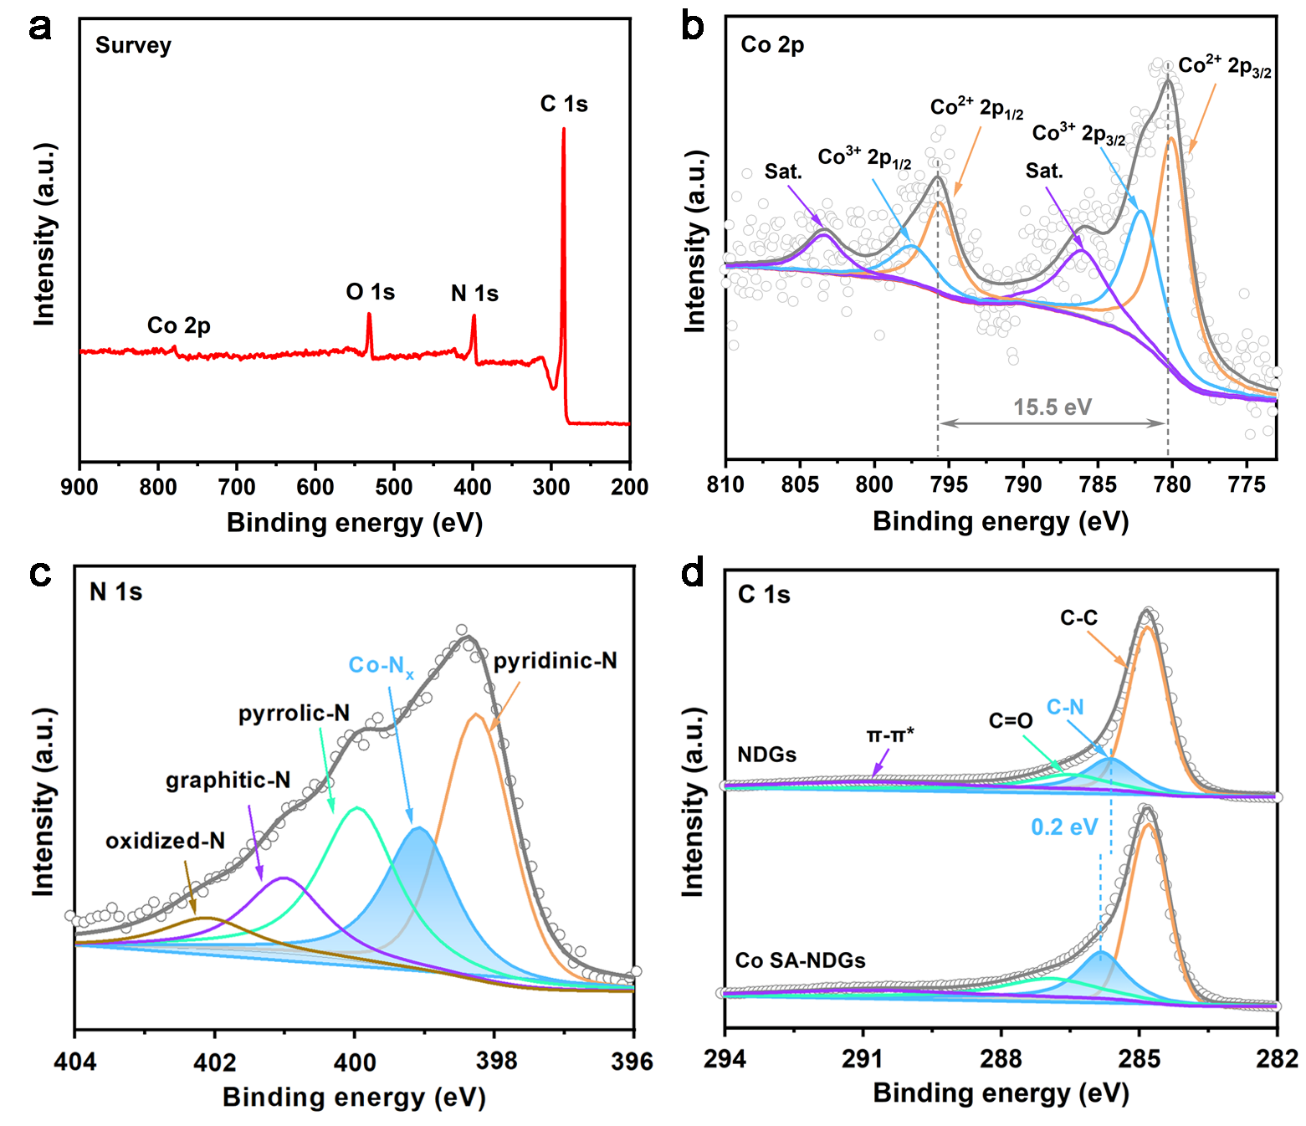 a
Survey
C 1s
O 1s
N 1s
Co 2p
Intensity (a.u.)
900 800 700 600 500 400 300 200
Binding energy (eV)
b
Co 2p
Co²⁺ 2p₃/₂
Co²⁺ 2p₁/₂
Co³⁺ 2p₃/₂
Co³⁺ 2p₁/₂
Sat.
Sat.
15.5 eV
Intensity (a.u.)
810 805 800 795 790 785 780 775
Binding energy (eV)
c
N 1s
Co-Nₓ
pyridinic-N
pyrrolic-N
graphitic-N
oxidized-N
Intensity (a.u.)
404 402 400 398 396
Binding energy (eV)
d
C 1s
C-C
C-N
C=O
π-π*
NDGs
0.2 eV
Co SA-NDGs
Intensity (a.u.)
294 291 288 285 282
Binding energy (eV)